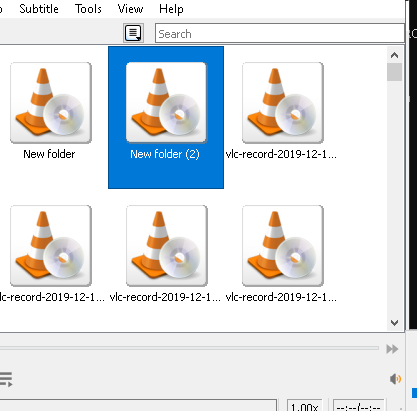 Subtitle Tools View Help
Search
New folder New folder (2) vlc-record-2019-12-1...
lc-record-2019-12-1... vlc-record-2019-12-1... vlc-record-2019-12-1...
1.00x --:--/--:--